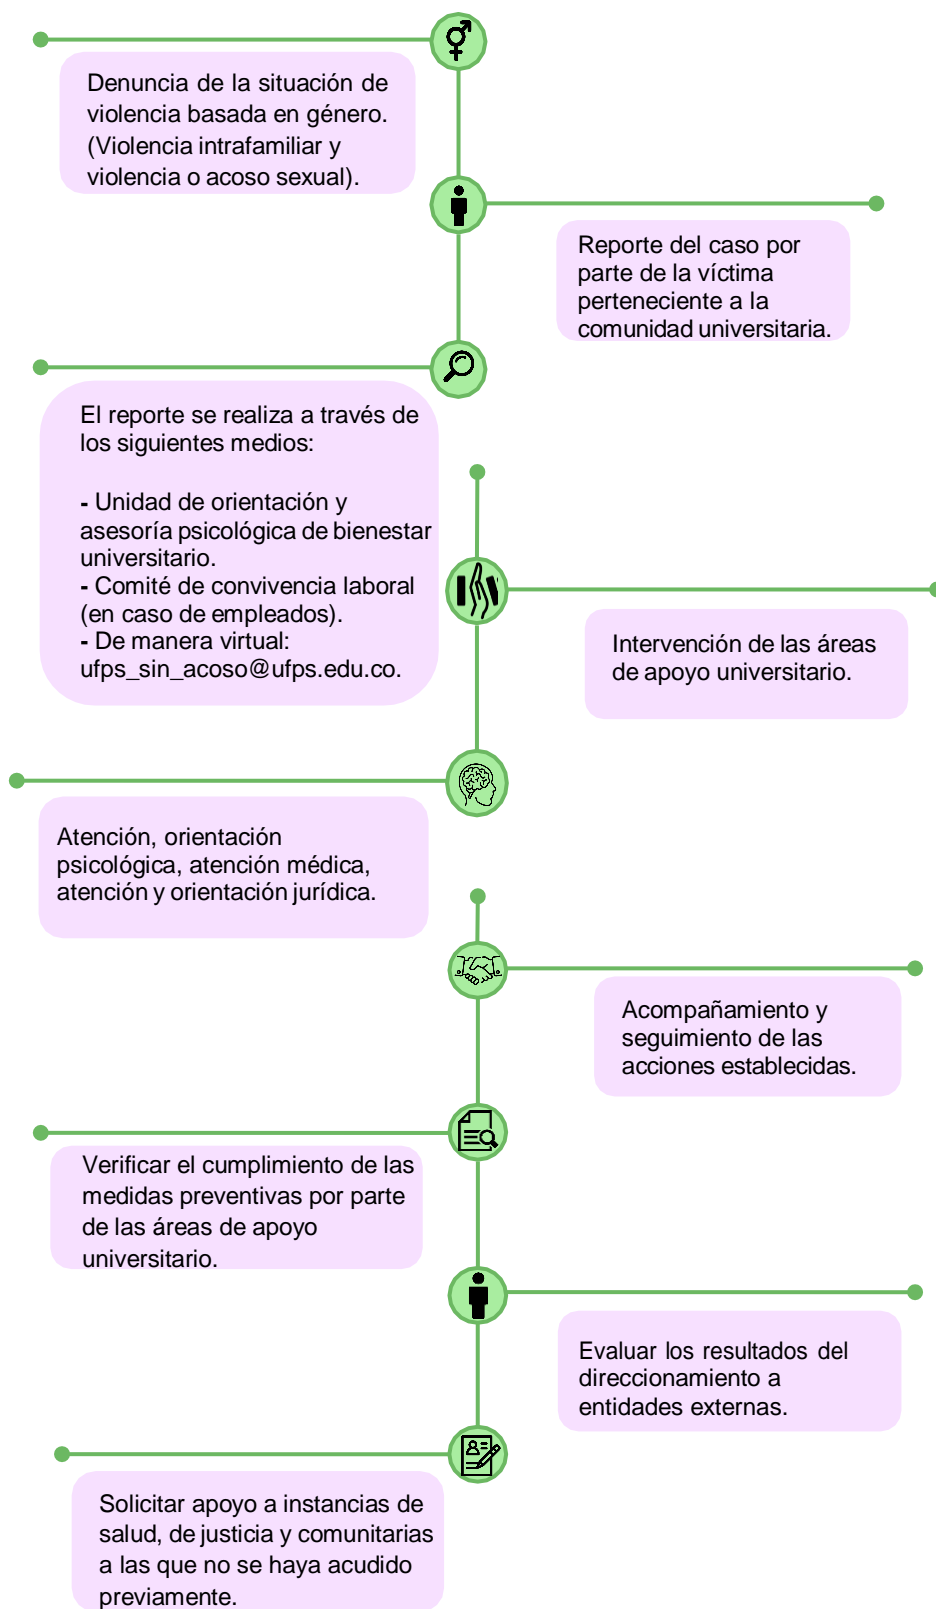 Denuncia de la situación de
violencia basada en género.
(Violencia intrafamiliar y
violencia o acoso sexual).
Reporte del caso por
parte de la víctima
perteneciente a la
comunidad universitaria.
El reporte se realiza a través de
los siguientes medios:
- Unidad de orientación y
asesoría psicológica de bienestar
universitario.
- Comité de convivencia laboral
(en caso de empleados).
- De manera virtual:
ufps_sin_acoso@ufps.edu.co.
Intervención de las áreas
de apoyo universitario.
Atención, orientación
psicológica, atención médica,
atención y orientación jurídica.
Acompañamiento y
seguimiento de las
acciones establecidas.
Verificar el cumplimiento de las
medidas preventivas por parte
de las áreas de apoyo
universitario.
Evaluar los resultados del
direccionamiento a
entidades externas.
Solicitar apoyo a instancias de
salud, de justicia y comunitarias
a las que no se haya acudido
previamente.